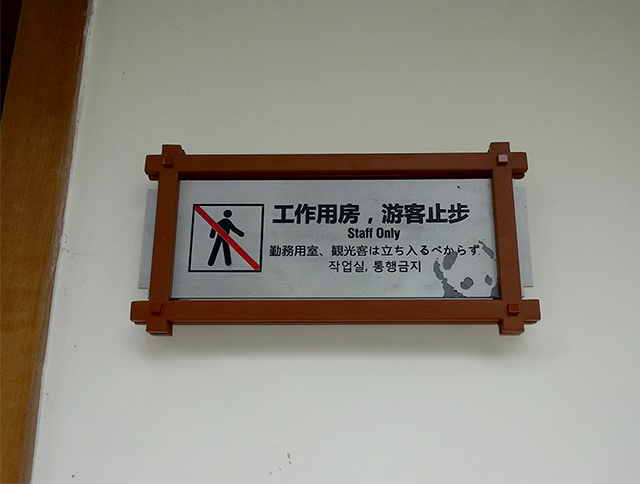 工作用房，游客止步
Staff Only
勤務用室、観光客は立ち入るべからず
작업실, 통행금지